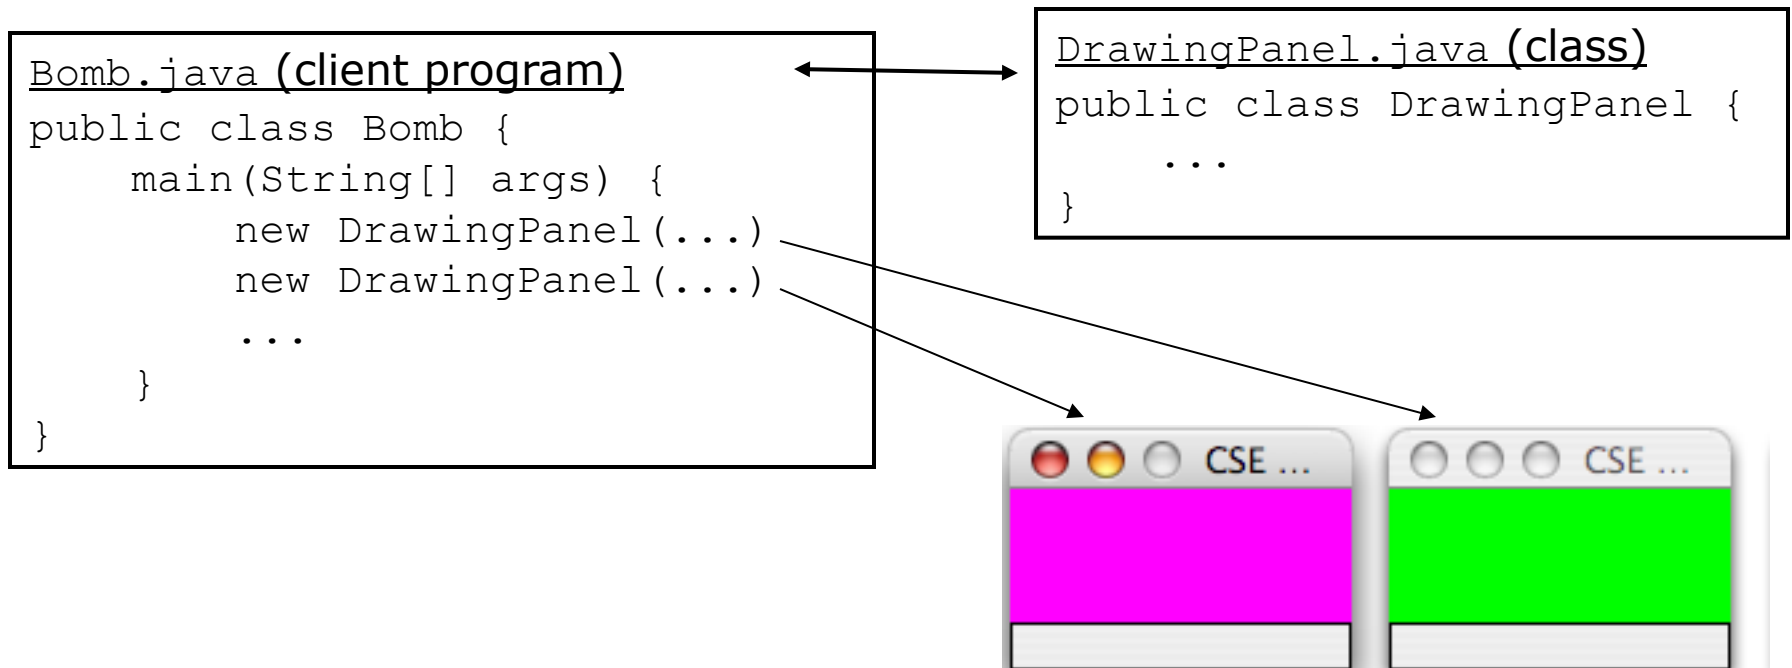 Bomb.java (client program)
public class Bomb {
    main(String[] args) {
        new DrawingPanel(...)
        new DrawingPanel(...)
        ...
    }
}
DrawingPanel.java (class)
public class DrawingPanel {
    ...
}
CSE ...
CSE ...